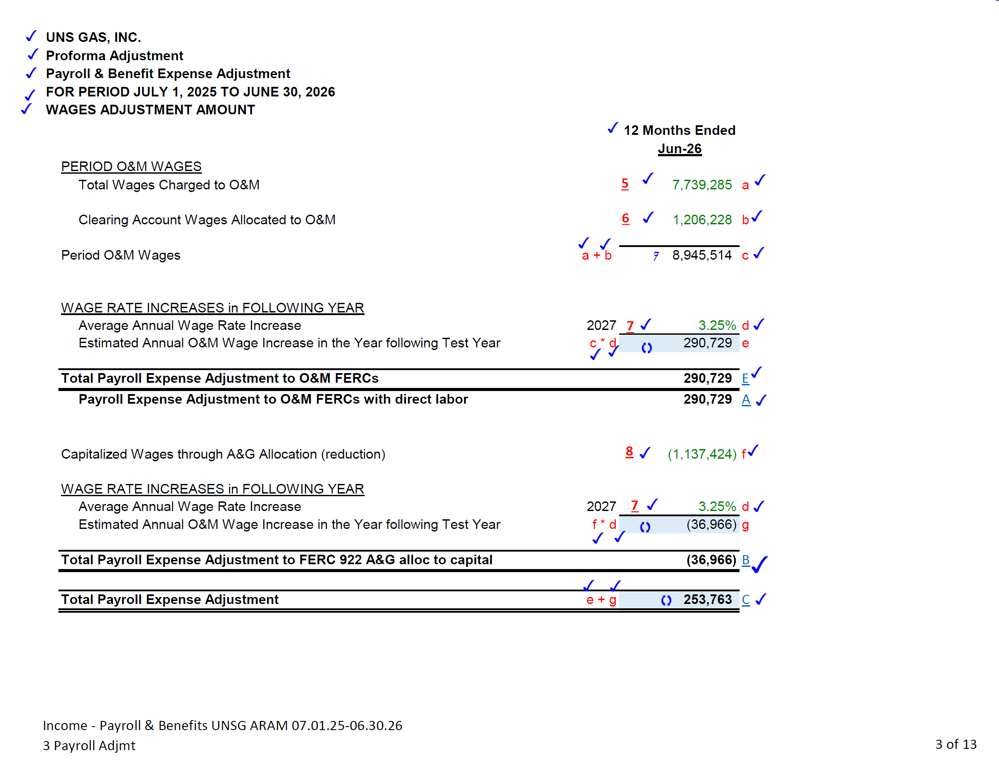 ✓ UNS GAS, INC.
✓ Proforma Adjustment
✓ Payroll & Benefit Expense Adjustment
✓ FOR PERIOD JULY 1, 2025 TO JUNE 30, 2026
✓ WAGES ADJUSTMENT AMOUNT
✓ 12 Months Ended
Jun-26
PERIOD O&M WAGES
Total Wages Charged to O&M 5 ✓ 7,739,285 a ✓
Clearing Account Wages Allocated to O&M 6 ✓ 1,206,228 b ✓
✓ ✓
Period O&M Wages a + b 7 8,945,514 c ✓
WAGE RATE INCREASES in FOLLOWING YEAR
Average Annual Wage Rate Increase 2027 7 ✓ 3.25% d ✓
Estimated Annual O&M Wage Increase in the Year following Test Year c * d 290,729 e
✓ ✓
Total Payroll Expense Adjustment to O&M FERCs 290,729 E ✓
Payroll Expense Adjustment to O&M FERCs with direct labor 290,729 A ✓
Capitalized Wages through A&G Allocation (reduction) 8 ✓ (1,137,424) f ✓
WAGE RATE INCREASES in FOLLOWING YEAR
Average Annual Wage Rate Increase 2027 7 ✓ 3.25% d ✓
Estimated Annual O&M Wage Increase in the Year following Test Year f * d (36,966) g
✓ ✓
Total Payroll Expense Adjustment to FERC 922 A&G alloc to capital (36,966) B ✓
✓ ✓
Total Payroll Expense Adjustment e + g 253,763 C ✓
Income - Payroll & Benefits UNSG ARAM 07.01.25-06.30.26
3 Payroll Adjmt
3 of 13